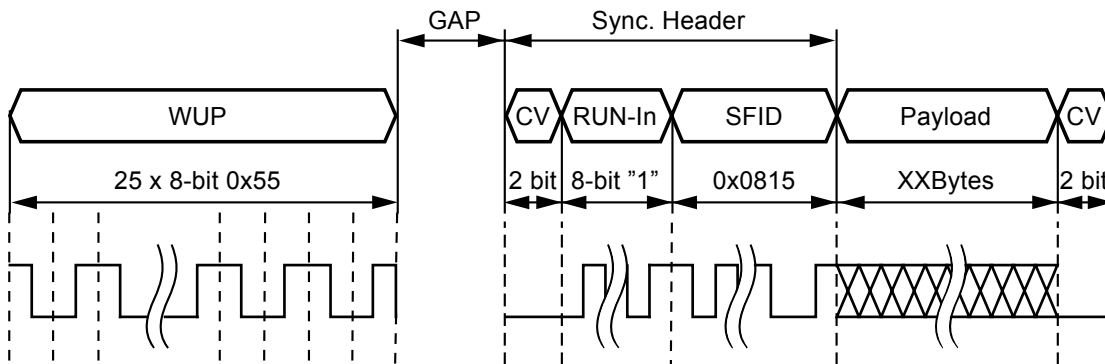 GAP Sync. Header
WUP CV RUN-In SFID Payload CV
25 x 8-bit 0x55 2 bit 8-bit ”1” 0x0815 XXBytes 2 bit